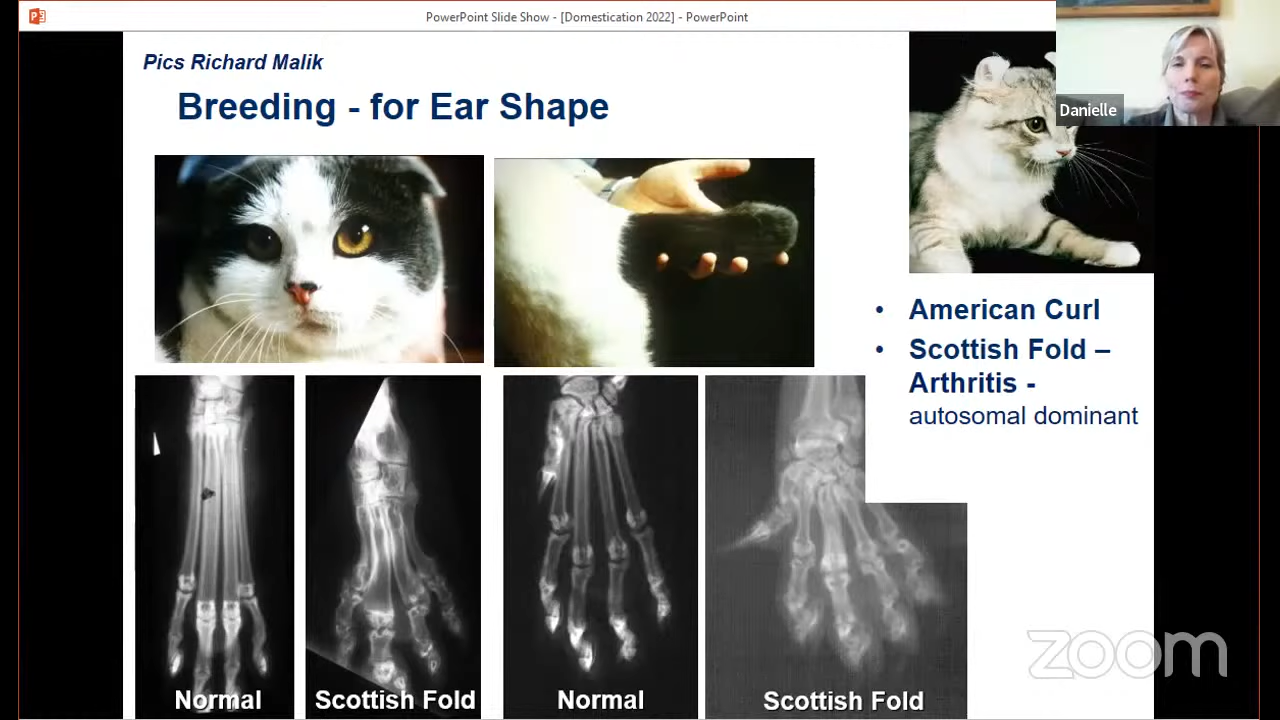 PowerPoint Slide Show - [Domestication 2022] - PowerPoint
Pics Richard Malik
Breeding - for Ear Shape
Danielle
• American Curl
• Scottish Fold –
Arthritis -
autosomal dominant
Normal
Scottish Fold
Normal
Scottish Fold
zoom